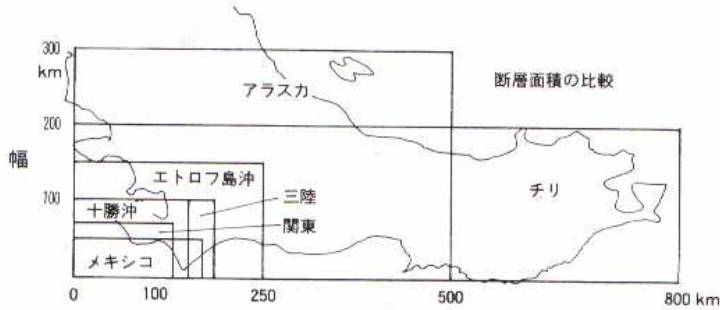 300
km
断層面積の比較
アラスカ
200
幅
エトロフ島沖
チリ
100
三陸
十勝沖
関東
メキシコ
0 100 250 500 800 km